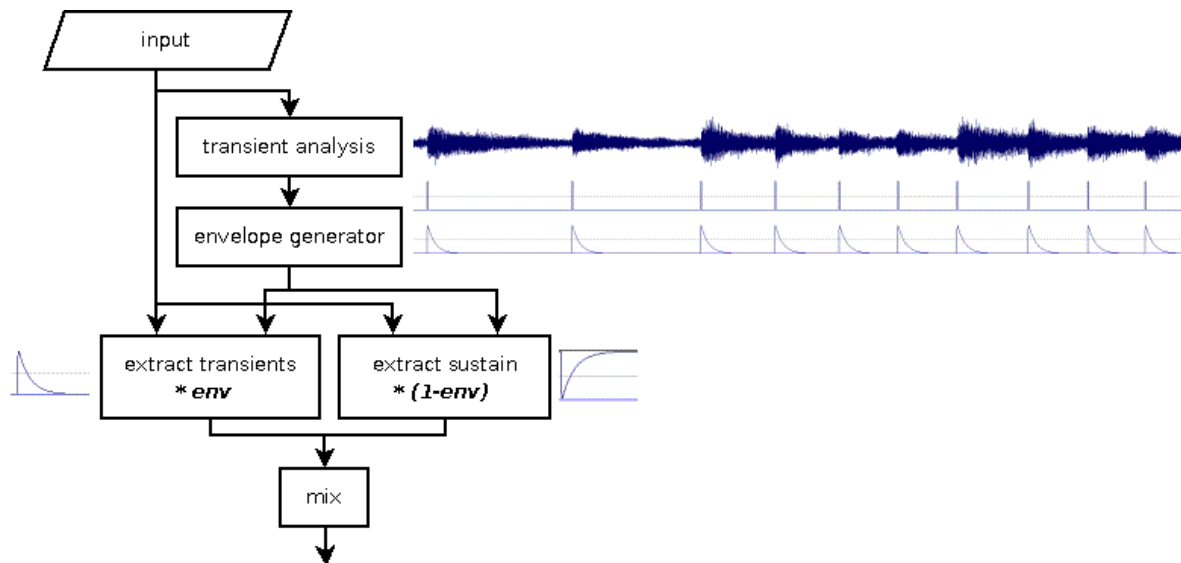 input
transient analysis
envelope generator
extract transients
* env
extract sustain
* (1-env)
mix